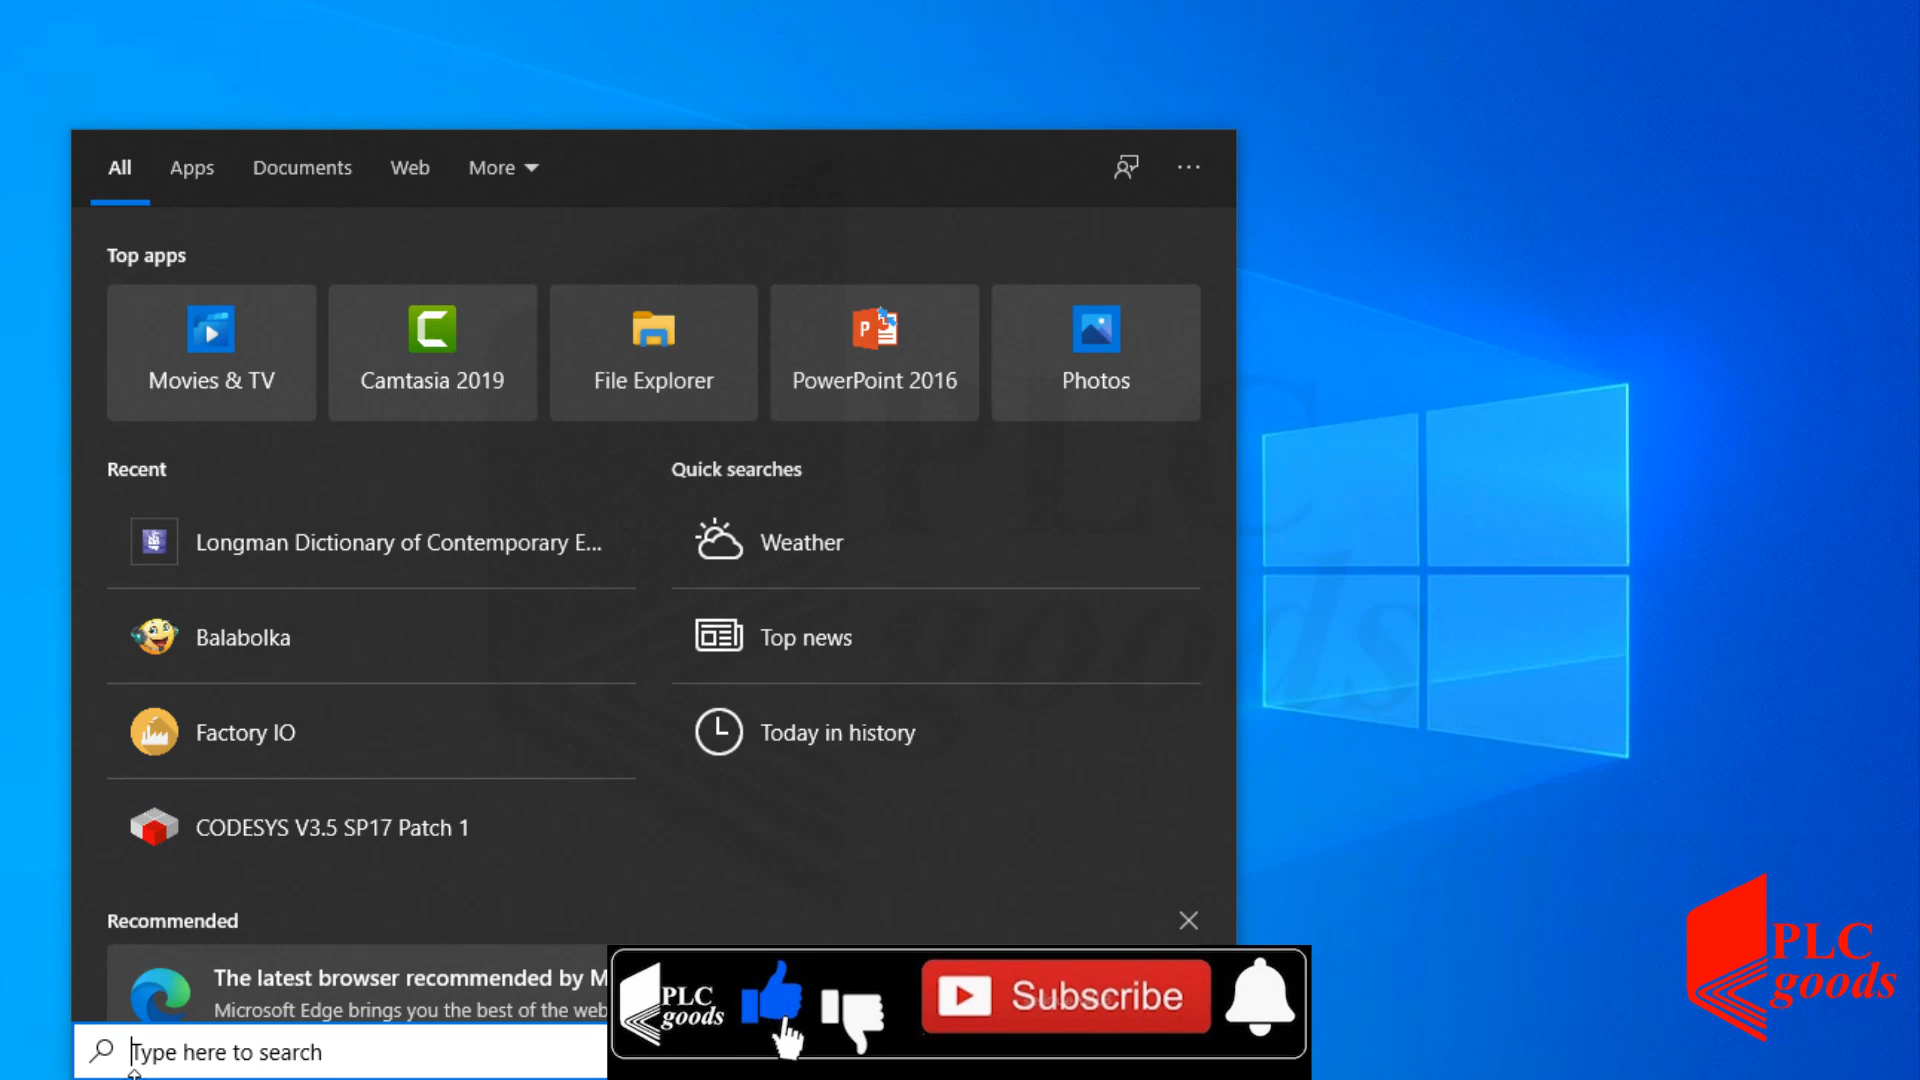 All Apps Documents Web More
Top apps
Movies & TV Camtasia 2019 File Explorer PowerPoint 2016 Photos
Recent
Longman Dictionary of Contemporary E...
Balabolka
Factory IO
CODESYS V3.5 SP17 Patch 1
Quick searches
Weather
Top news
Today in history
Recommended
The latest browser recommended by M
Microsoft Edge brings you the best of the web
Type here to search
PLC
goods
Subscribe
PLC
goods
PLC
goods